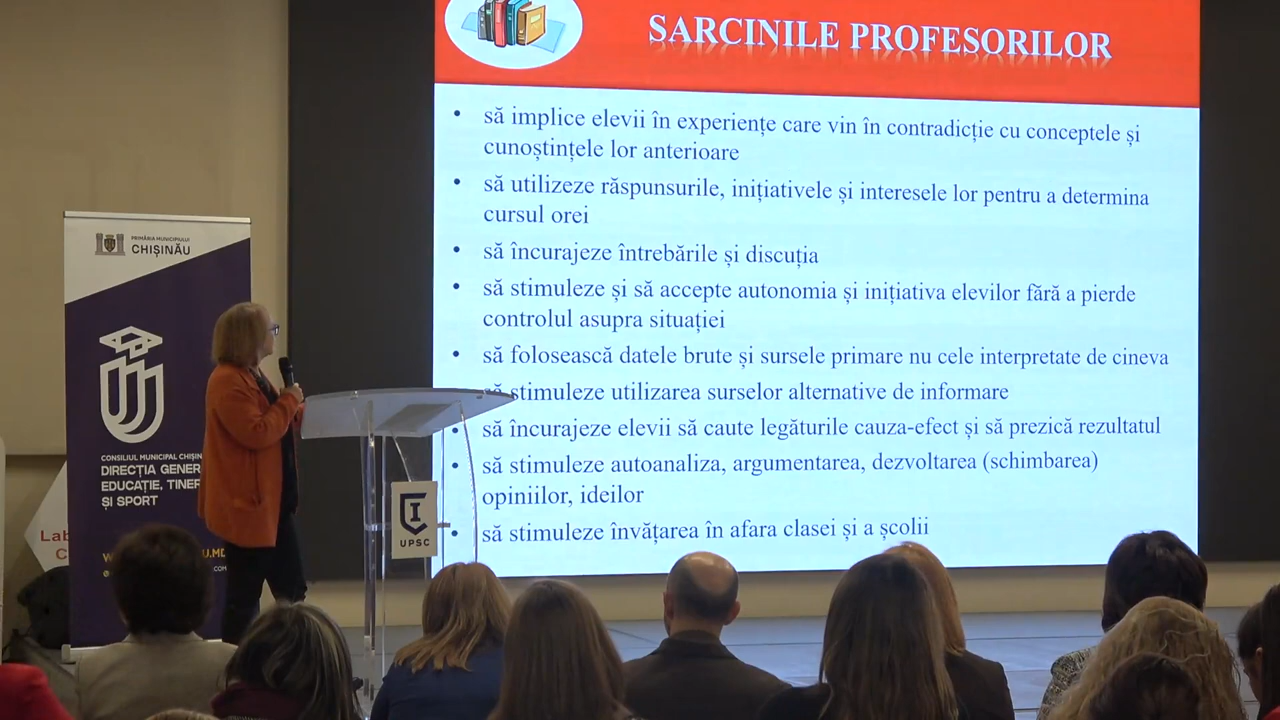 SARCINILE PROFESORILOR
• să implice elevii în experiențe care vin în contradicție cu conceptele și
cunoștințele lor anterioare
• să utilizeze răspunsurile, inițiativele și interesele lor pentru a determina
cursul orei
• să încurajeze întrebările și discuția
• să stimuleze și să accepte autonomia și inițiativa elevilor fără a pierde
controlul asupra situației
• să folosească datele brute și sursele primare nu cele interpretate de cineva
• să stimuleze utilizarea surselor alternative de informare
• să încurajeze elevii să caute legăturile cauza-efect și să prezică rezultatul
• să stimuleze autoanaliza, argumentarea, dezvoltarea (schimbarea)
opiniilor, ideilor
• să stimuleze învățarea în afara clasei și a școlii
PRIMĂRIA MUNICIPIULUI
CHIȘINĂU
CONSILIUL MUNICIPAL CHIȘIN
DIRECȚIA GENER
EDUCAȚIE, TINER
ȘI SPORT
Lab
C
UPSC